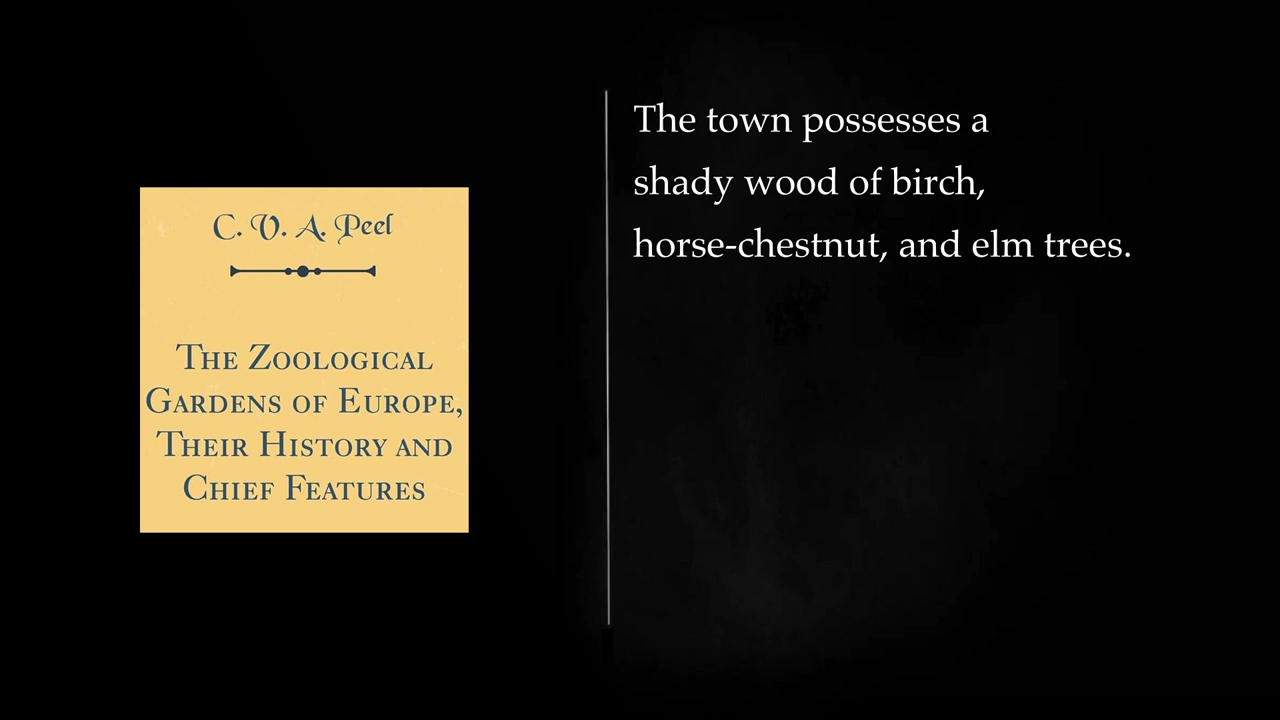 C. V. A. Peel
The Zoological
Gardens of Europe,
Their History and
Chief Features
The town possesses a
shady wood of birch,
horse-chestnut, and elm trees.